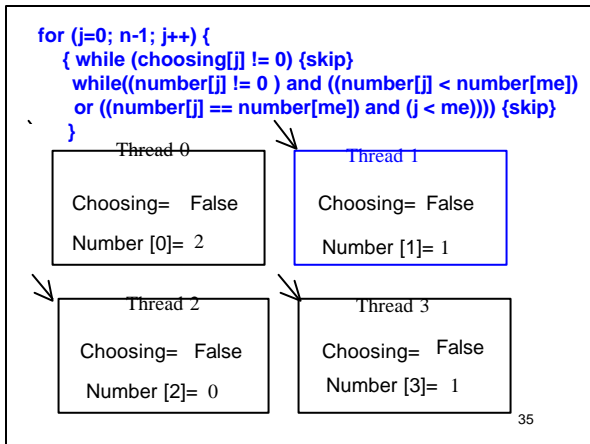 for (j=0; n-1; j++) {
{ while (choosing[j] != 0) {skip}
while((number[j] != 0 ) and ((number[j] < number[me])
or ((number[j] == number[me]) and (j < me)))) {skip}
}
Thread 0
Choosing= False
Number [0]= 2
Thread 1
Choosing= False
Number [1]= 1
Thread 2
Choosing= False
Number [2]= 0
Thread 3
Choosing= False
Number [3]= 1
35